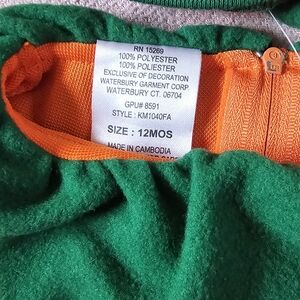 RN 15269
100% POLYESTER
100% POLIESTER
EXCLUSIVE OF DECORATION
WATERBURY GARMENT CORP
WATERBURY CT. 06704
GPU# 8591
STYLE : KM1040FA
SIZE : 12MOS
MADE IN CAMBODIA